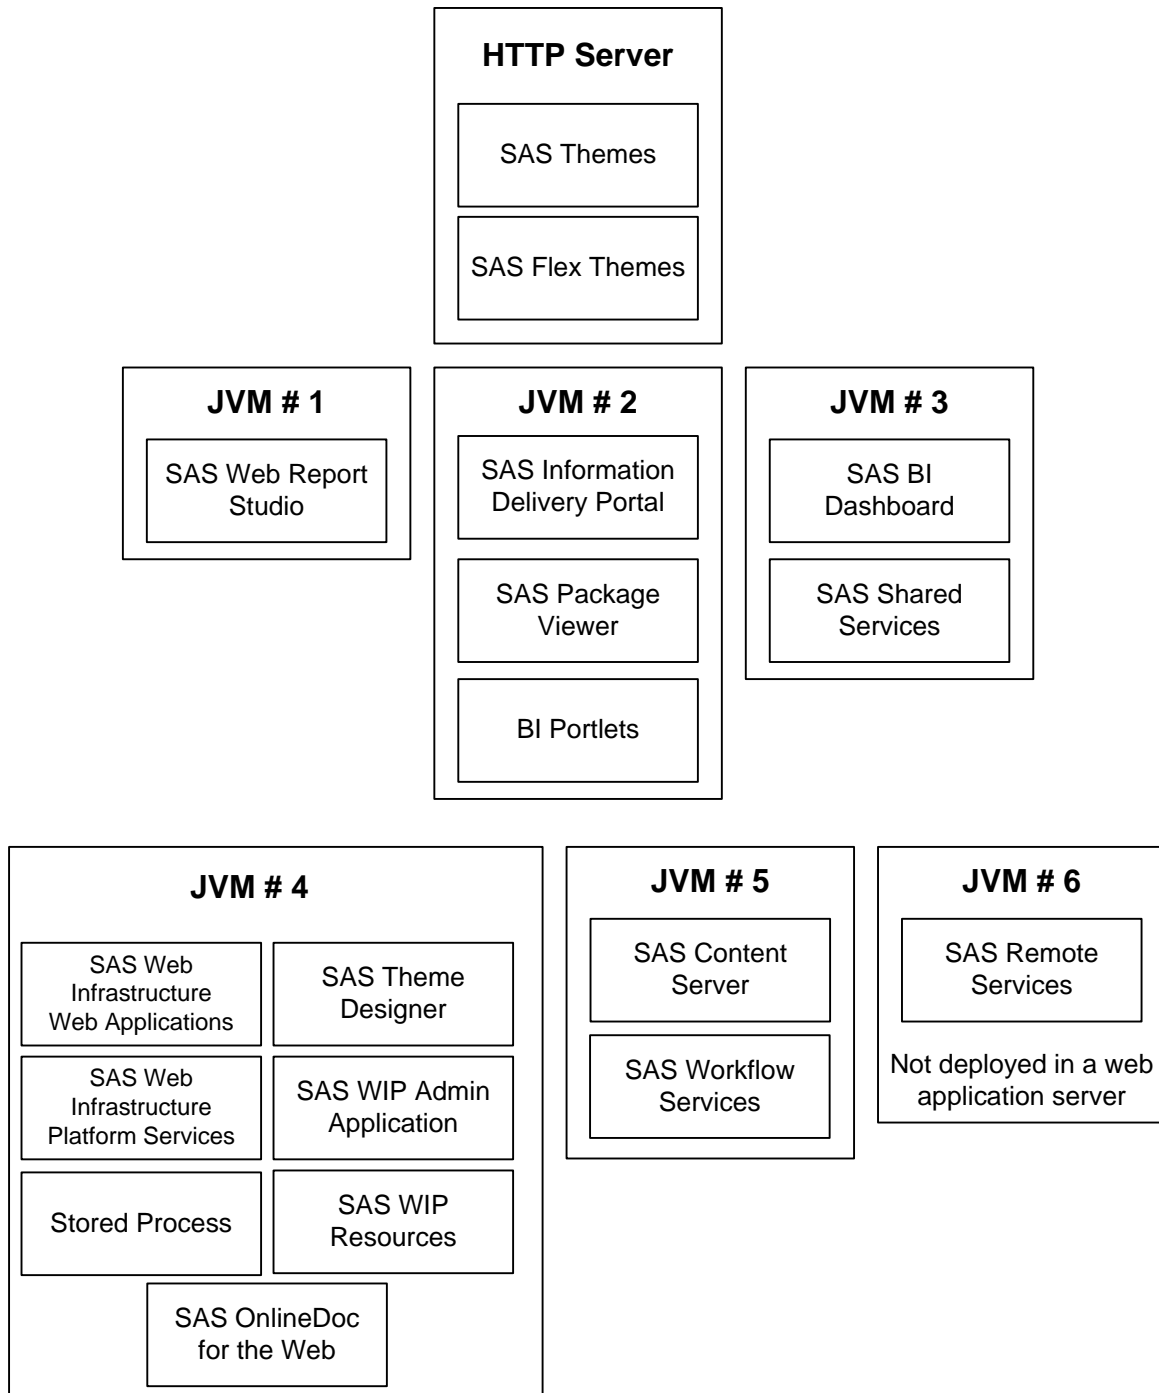 HTTP Server
SAS Themes
SAS Flex Themes
JVM # 1
SAS Web Report
Studio
JVM # 2
SAS Information
Delivery Portal
SAS Package
Viewer
BI Portlets
JVM # 3
SAS BI
Dashboard
SAS Shared
Services
JVM # 4
SAS Web
Infrastructure
Web Applications
SAS Theme
Designer
SAS Web
Infrastructure
Platform Services
SAS WIP Admin
Application
Stored Process
SAS WIP
Resources
SAS OnlineDoc
for the Web
JVM # 5
SAS Content
Server
SAS Workflow
Services
JVM # 6
SAS Remote
Services
Not deployed in a web
application server